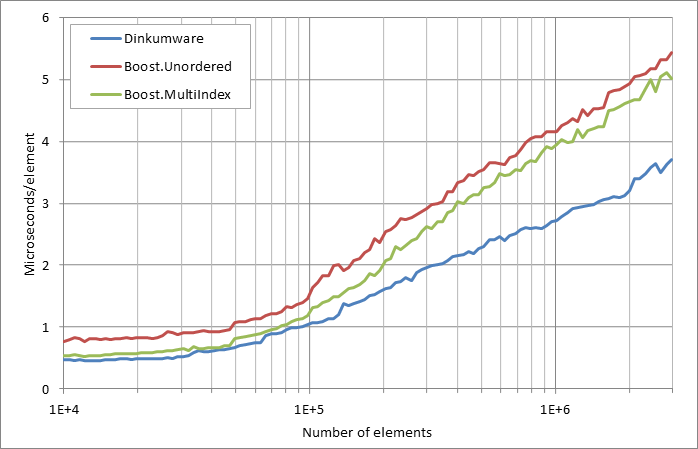 6
5
4
3
2
1
0
Microseconds/element
Dinkumware
Boost.Unordered
Boost.MultiIndex
1E+4 1E+5 1E+6
Number of elements